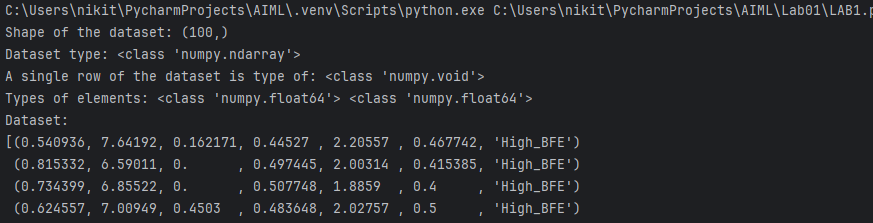 C:\Users\nikit\PycharmProjects\AIML\.venv\Scripts\python.exe C:\Users\nikit\PycharmProjects\AIML\Lab01\LAB1.p
Shape of the dataset: (100,)
Dataset type: <class 'numpy.ndarray'>
A single row of the dataset is type of: <class 'numpy.void'>
Types of elements: <class 'numpy.float64'> <class 'numpy.float64'>
Dataset:
[(0.540936, 7.64192, 0.162171, 0.44527 , 2.20557 , 0.467742, 'High_BFE')
 (0.815332, 6.59011, 0.      , 0.497445, 2.00314 , 0.415385, 'High_BFE')
 (0.734399, 6.85522, 0.      , 0.507748, 1.8859  , 0.4     , 'High_BFE')
 (0.624557, 7.00949, 0.4503  , 0.483648, 2.02757 , 0.5     , 'High_BFE')